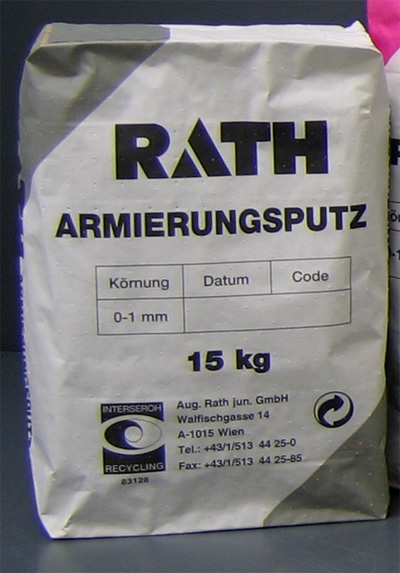 RATH
ARMIERUNGSPUTZ
Körnung Datum Code
0-1 mm
15 kg
INTERSEROH
RECYCLING
83128
Aug. Rath jun. GmbH
Walfischgasse 14
A-1015 Wien
Tel.: +43/1/513 44 25-0
Fax: +43/1/513 44 25-85